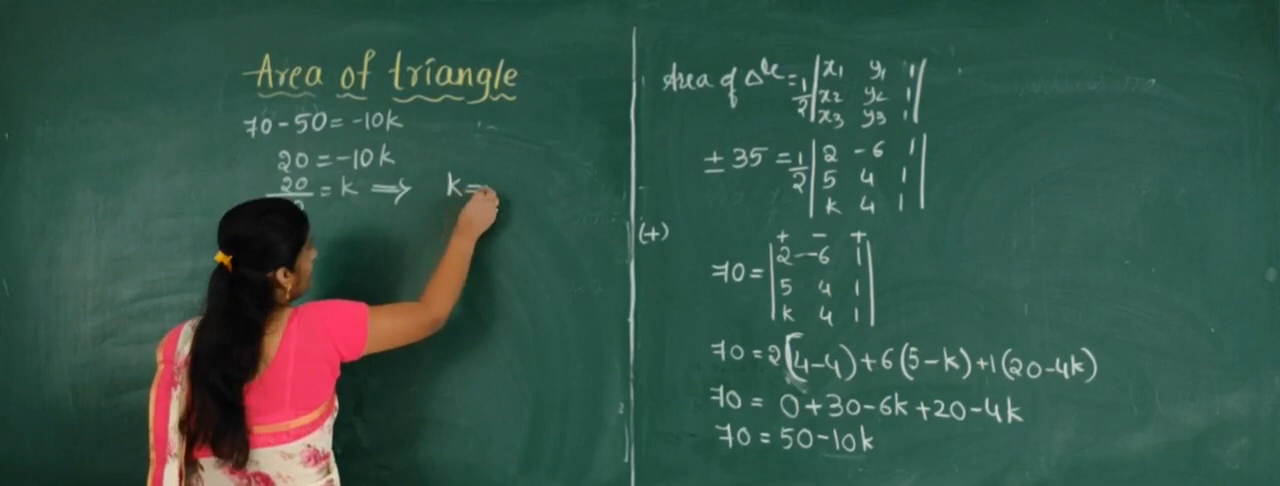 Area of triangle
70-50=-10k
20=-10k
20/ =k ⇒ k=
Area of Δle = 1/2 | x1 y1 1 |
| x2 y2 1 |
| x3 y3 1 |
± 35 = 1/2 | 2 -6 1 |
| 5 4 1 |
| k 4 1 |
(+)
+ - +
70 = | 2 -6 1 |
| 5 4 1 |
| k 4 1 |
70 = 2(4-4)+6(5-k)+1(20-4k)
70 = 0+30-6k+20-4k
70 = 50-10k